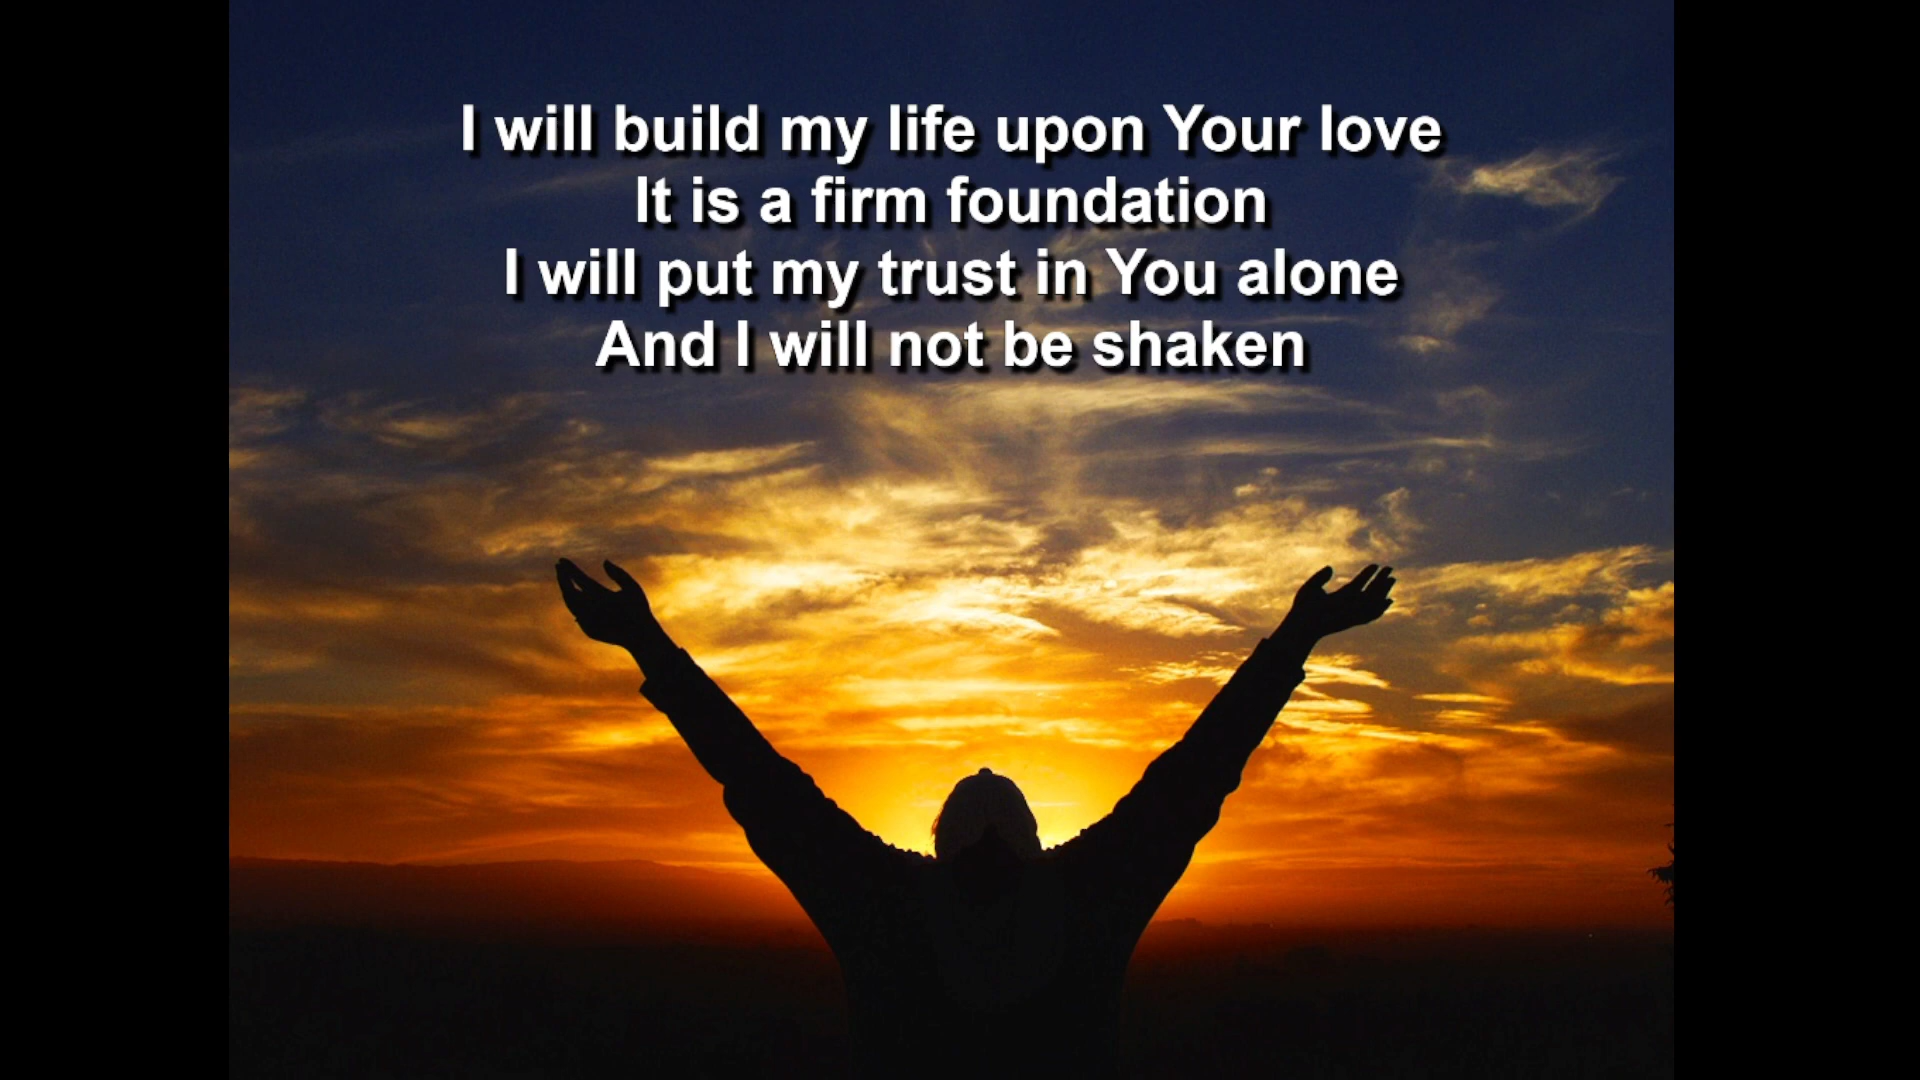 I will build my life upon Your love
It is a firm foundation
I will put my trust in You alone
And I will not be shaken